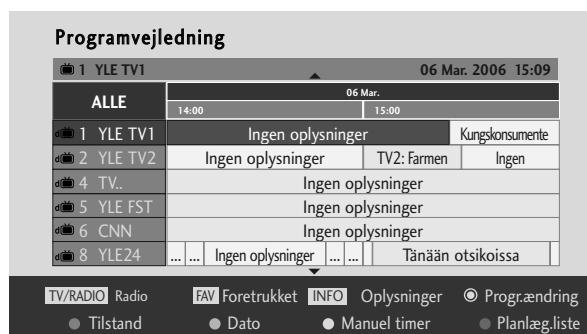 Programvejledning
1 YLE TV1 06 Mar. 2006 15:09
ALLE 06 Mar.
14:00 15:00
1 YLE TV1 Ingen oplysninger Kungskonsumente
2 YLE TV2 Ingen oplysninger TV2: Farmen Ingen
4 TV.. Ingen oplysninger
5 YLE FST Ingen oplysninger
6 CNN Ingen oplysninger
8 YLE24 ... ... Ingen oplysninger ... ... Tänään otsikoissa
TV/RADIO Radio FAV Foretrukket INFO Oplysninger Progr.ændring
Tilstand Dato Manuel timer Planlæg.liste